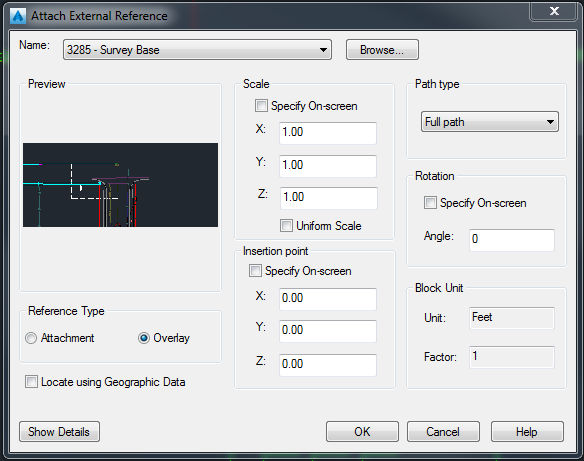 Attach External Reference
Name: 3285 - Survey Base Browse...
Preview
Reference Type
Attachment Overlay
Locate using Geographic Data
Scale
Specify On-screen
X: 1.00
Y: 1.00
Z: 1.00
Uniform Scale
Insertion point
Specify On-screen
X: 0.00
Y: 0.00
Z: 0.00
Path type
Full path
Rotation
Specify On-screen
Angle: 0
Block Unit
Unit: Feet
Factor: 1
Show Details OK Cancel Help